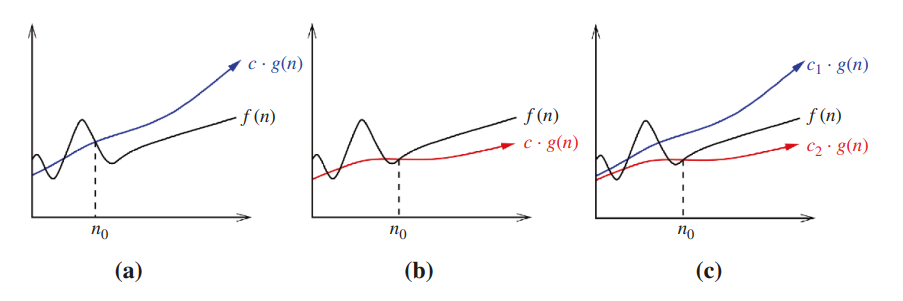 c · g(n)
f(n)
n₀
(a)
f(n)
c · g(n)
n₀
(b)
c₁ · g(n)
f(n)
c₂ · g(n)
n₀
(c)